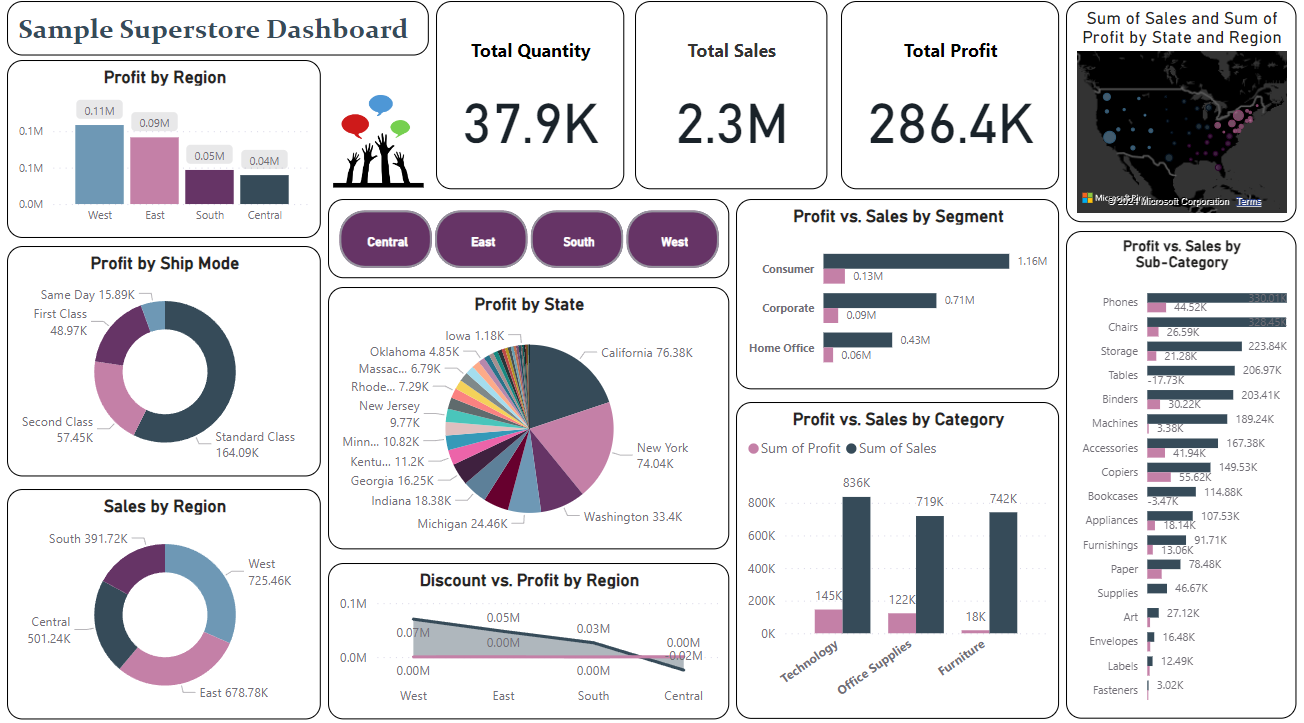 Sample Superstore Dashboard
Total Quantity
37.9K
Total Sales
2.3M
Total Profit
286.4K
Sum of Sales and Sum of
Profit by State and Region
© 2024 Microsoft Corporation Terms
Profit by Region
0.1M
0.1M
0.0M
0.11M
0.09M
0.05M
0.04M
West
East
South
Central
Central
East
South
West
Profit by Ship Mode
Same Day 15.89K
First Class
48.97K
Second Class
57.45K
Standard Class
164.09K
Sales by Region
South 391.72K
West
725.46K
Central
501.24K
East 678.78K
Profit by State
Iowa 1.18K
Oklahoma 4.85K
Massac... 6.79K
Rhode... 7.29K
New Jersey
9.77K
Minn... 10.82K
Kentu... 11.2K
Georgia 16.25K
Indiana 18.38K
Michigan 24.46K
California 76.38K
New York
74.04K
Washington 33.4K
Discount vs. Profit by Region
0.1M
0.0M
0.07M
0.05M
0.03M
0.00M
0.00M
-0.02M
0.00M
0.00M
West
East
South
Central
Profit vs. Sales by Segment
Consumer
1.16M
0.13M
Corporate
0.71M
0.09M
Home Office
0.43M
0.06M
Profit vs. Sales by Category
Sum of Profit
Sum of Sales
800K
600K
400K
200K
0K
836K
719K
742K
145K
122K
18K
Technology
Office Supplies
Furniture
Profit vs. Sales by
Sub-Category
Phones
330.01K
44.52K
Chairs
328.45K
26.59K
Storage
223.84K
21.28K
Tables
206.97K
-17.73K
Binders
203.41K
30.22K
Machines
189.24K
3.38K
Accessories
167.38K
41.94K
Copiers
149.53K
55.62K
Bookcases
114.88K
-3.47K
Appliances
107.53K
18.14K
Furnishings
91.71K
13.06K
Paper
78.48K
Supplies
46.67K
Art
27.12K
Envelopes
16.48K
Labels
12.49K
Fasteners
3.02K